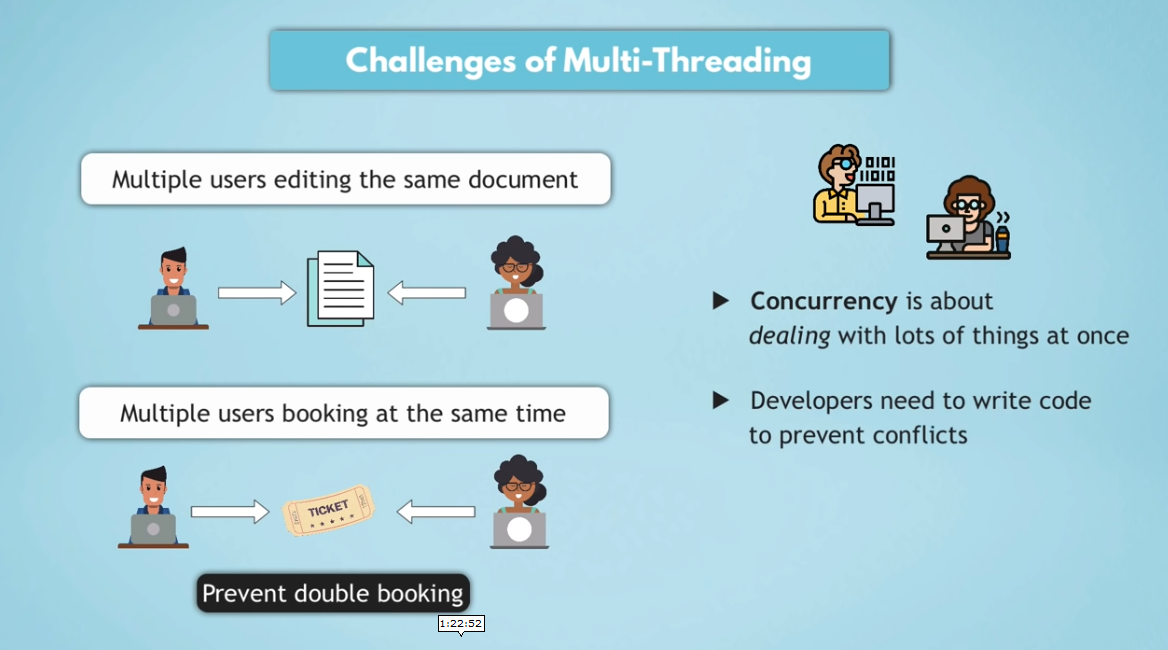 Challenges of Multi-Threading
Multiple users editing the same document
Multiple users booking at the same time
TICKET
Prevent double booking
1:22:52
0101
11010
▶ Concurrency is about
dealing with lots of things at once
▶ Developers need to write code
to prevent conflicts